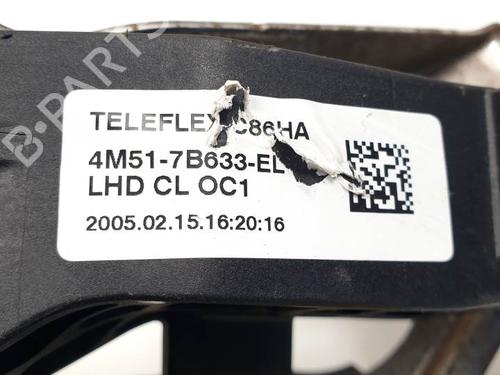 B-PARTS
TELEFLEX C86HA
4M51-7B633-EL
LHD CL OC1
2005.02.15.16:20:16